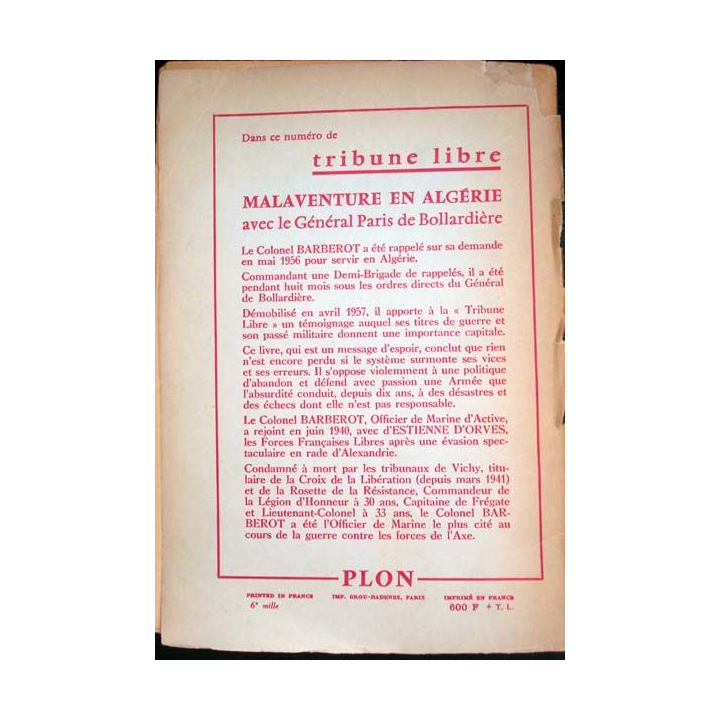 Dans ce numéro de
tribune libre
MALAVENTURE EN ALGÉRIE
avec le Général Paris de Bollardière
Le Colonel BARBEROT a été rappelé sur sa demande
en mai 1956 pour servir en Algérie.
Commandant une Demi-Brigade de rappelés, il a été
pendant huit mois sous les ordres directs du Général
de Bollardière.
Démobilisé en avril 1957, il apporte à la « Tribune
Libre » un témoignage auquel ses titres de guerre et
son passé militaire donnent une importance capitale.
Ce livre, qui est un message d'espoir, conclut que rien
n'est encore perdu si le système surmonte ses vices
et ses erreurs. Il s'oppose violemment à une politique
d'abandon et défend avec passion une Armée que
l'absurdité conduit, depuis dix ans, à des désastres et
des échecs dont elle n'est pas responsable.
Le Colonel BARBEROT, Officier de Marine d'Active,
a rejoint en juin 1940, avec d'ESTIENNE D'ORVES,
les Forces Françaises Libres après une évasion spec-
taculaire en rade d'Alexandrie.
Condamné à mort par les tribunaux de Vichy, titu-
laire de la Croix de la Libération (depuis mars 1941)
et de la Rosette de la Résistance, Commandeur de
la Légion d'Honneur à 30 ans, Capitaine de Frégate
et Lieutenant-Colonel à 33 ans, le Colonel BAR-
BEROT a été l'Officier de Marine le plus cité au
cours de la guerre contre les forces de l'Axe.
PLON
PRINTED IN FRANCE IMP. GROU-RADENEZ, PARIS IMPRIMÉ EN FRANCE
6e mille 600 F + T. L.